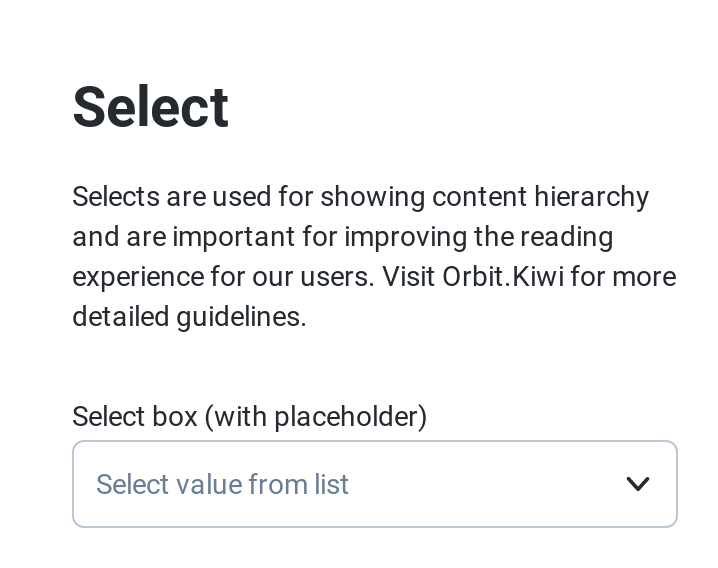 Select
Selects are used for showing content hierarchy
and are important for improving the reading
experience for our users. Visit Orbit.Kiwi for more
detailed guidelines.
Select box (with placeholder)
Select value from list